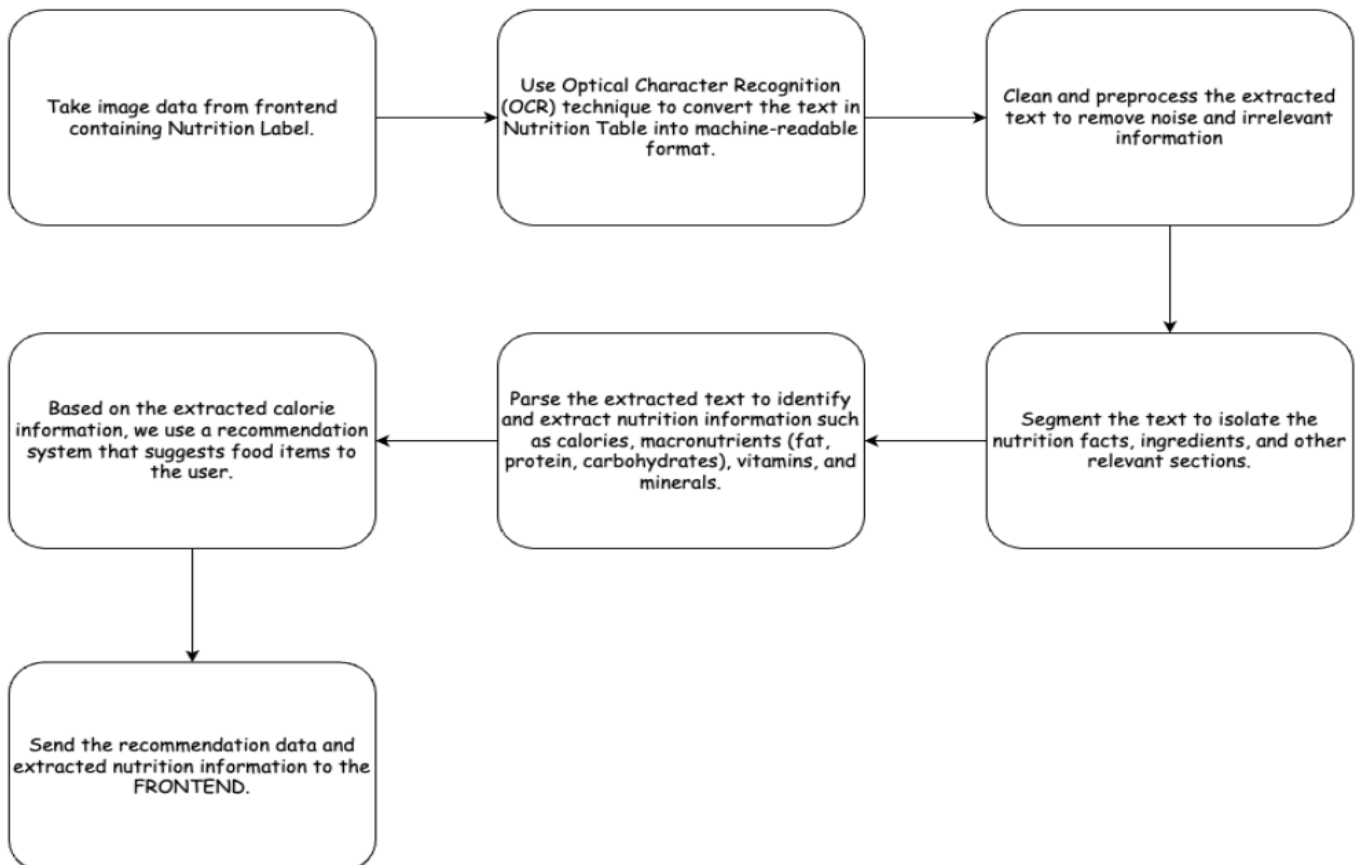 Take image data from frontend
containing Nutrition Label.
Use Optical Character Recognition
(OCR) technique to convert the text in
Nutrition Table into machine-readable
format.
Clean and preprocess the extracted
text to remove noise and irrelevant
information
Segment the text to isolate the
nutrition facts, ingredients, and other
relevant sections.
Parse the extracted text to identify
and extract nutrition information such
as calories, macronutrients (fat,
protein, carbohydrates), vitamins, and
minerals.
Based on the extracted calorie
information, we use a recommendation
system that suggests food items to
the user.
Send the recommendation data and
extracted nutrition information to the
FRONTEND.